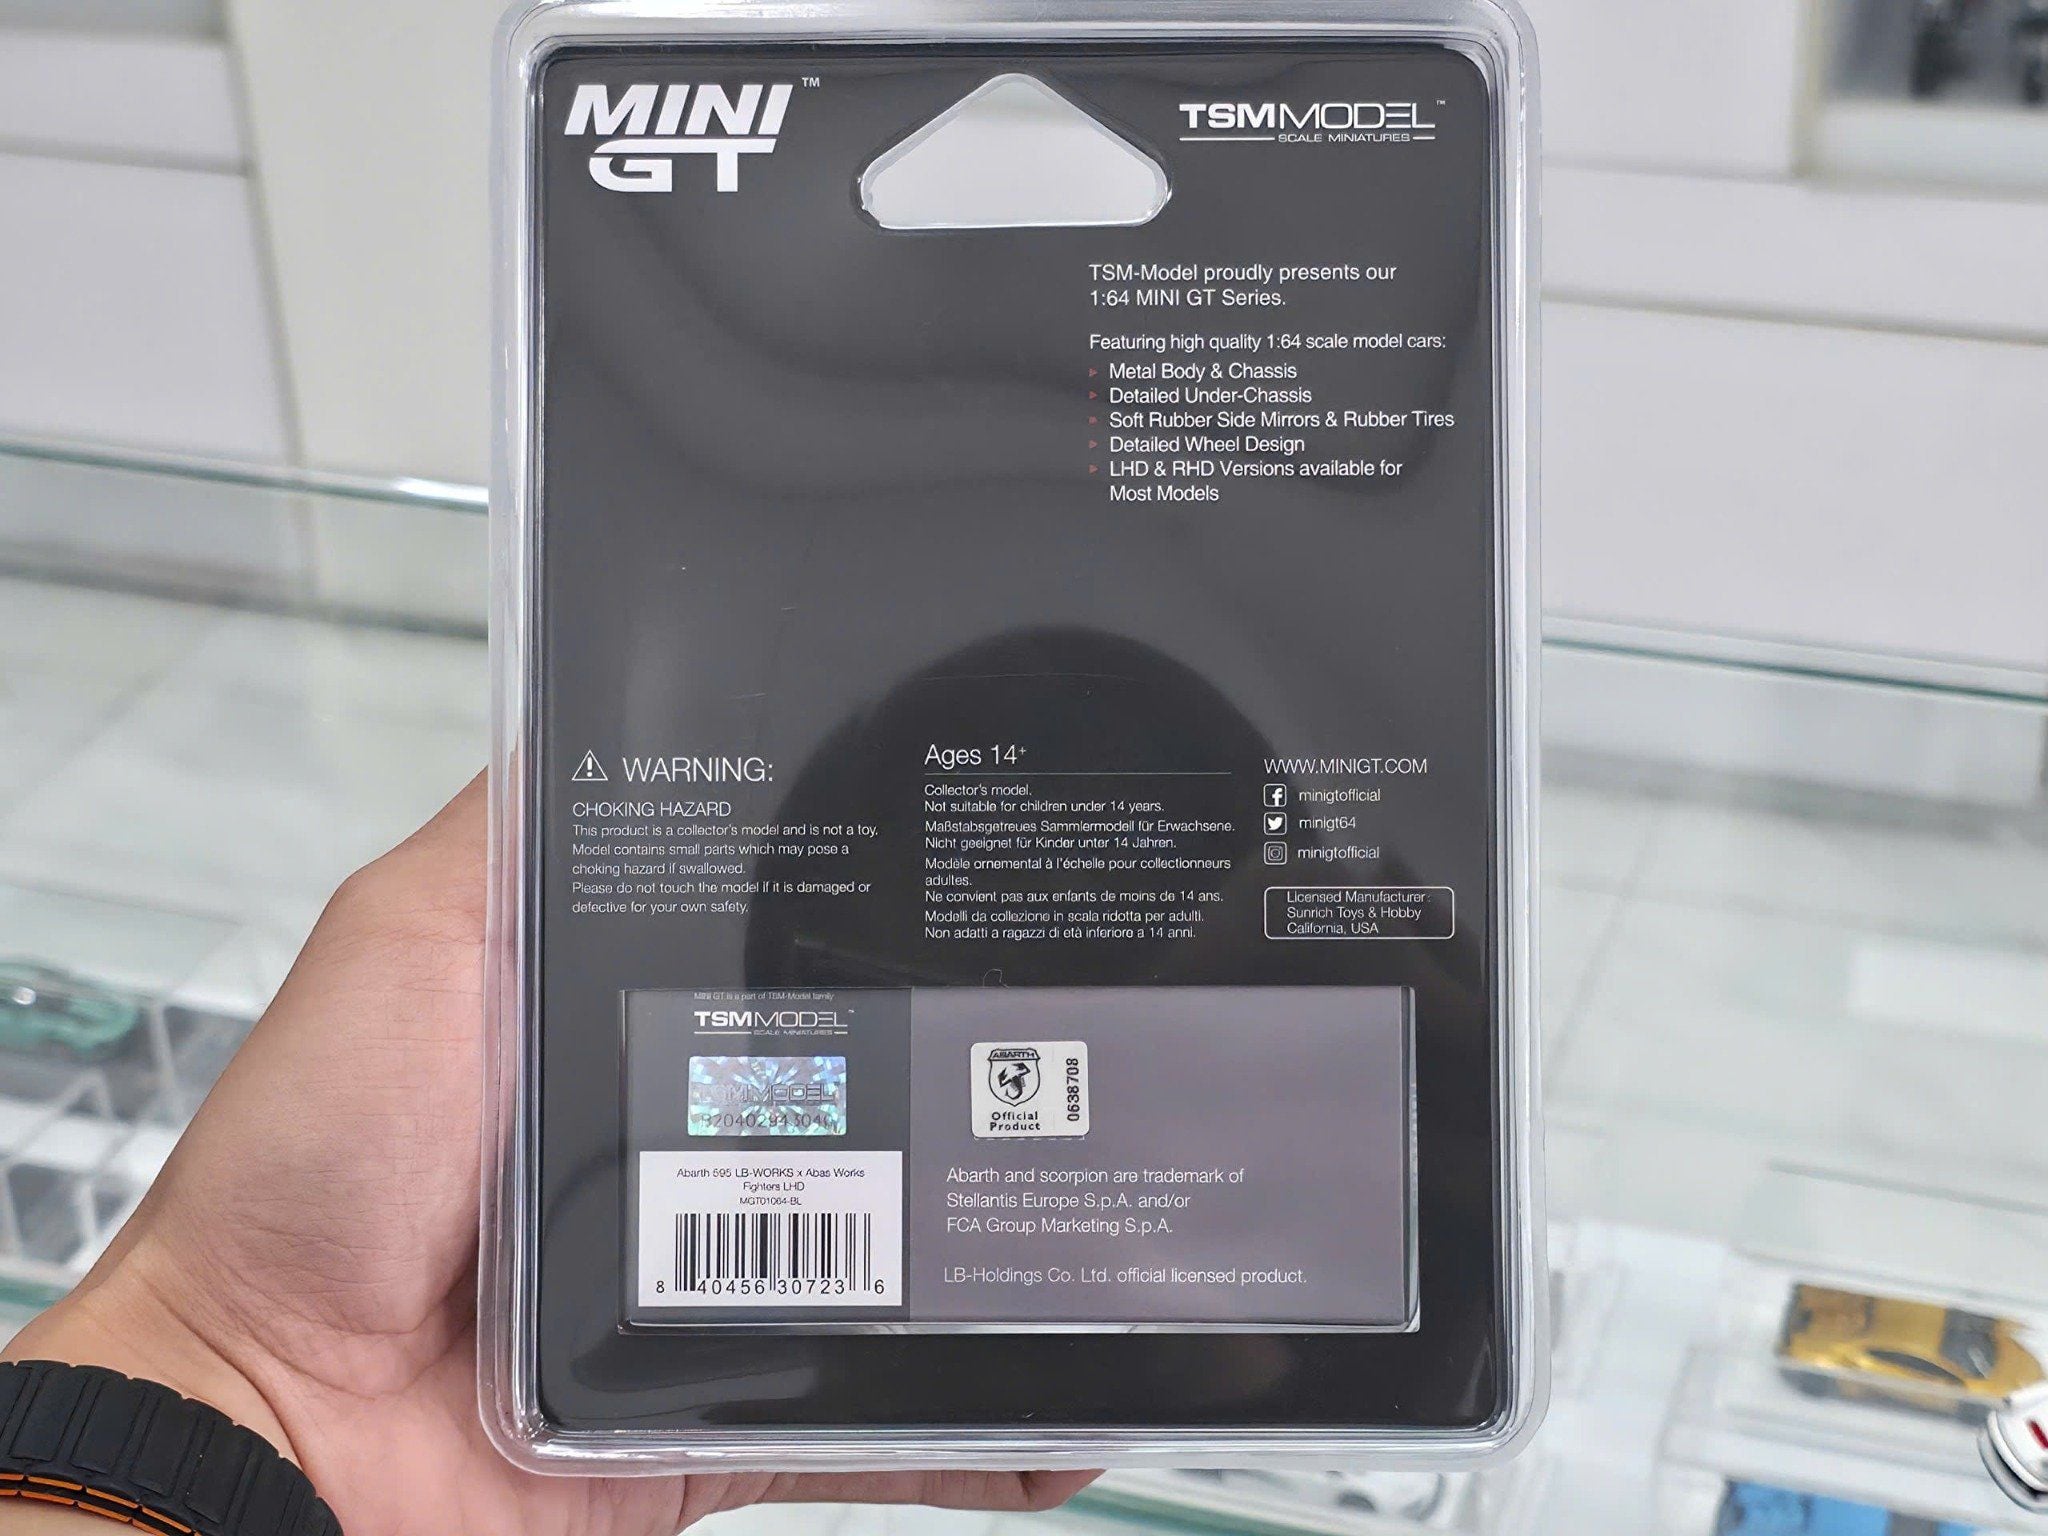 MINI GT™
TSMMODEL™
SCALE MINIATURES
TSM-Model proudly presents our
1:64 MINI GT Series.
Featuring high quality 1:64 scale model cars:
Metal Body & Chassis
Detailed Under-Chassis
Soft Rubber Side Mirrors & Rubber Tires
Detailed Wheel Design
LHD & RHD Versions available for
Most Models
WARNING:
CHOKING HAZARD
This product is a collector's model and is not a toy.
Model contains small parts which may pose a
choking hazard if swallowed.
Please do not touch the model if it is damaged or
defective for your own safety.
Ages 14+
Collector's model.
Not suitable for children under 14 years.
Maßstabsgetreues Sammlermodell für Erwachsene.
Nicht geeignet für Kinder unter 14 Jahren.
Modèle ornemental à l'échelle pour collectionneurs
adultes.
Ne convient pas aux enfants de moins de 14 ans.
Modelli da collezione in scala ridotta per adulti.
Non adatti a ragazzi di età inferiore a 14 anni.
WWW.MINIGT.COM
minigtofficial
minigt64
minigtofficial
Licensed Manufacturer:
Sunrich Toys & Hobby
California, USA
MINI GT is a part of TSM-Model family
TSMMODEL™
SCALE MINIATURES
TSMMODEL
Abarth 595 LB-WORKS x Abas Works
Fighters LHD
MGT01064-BL
8 40456 30723 6
ABARTH
Official
Product
0638708
Abarth and scorpion are trademark of
Stellantis Europe S.p.A. and/or
FCA Group Marketing S.p.A.
LB-Holdings Co. Ltd. official licensed product.